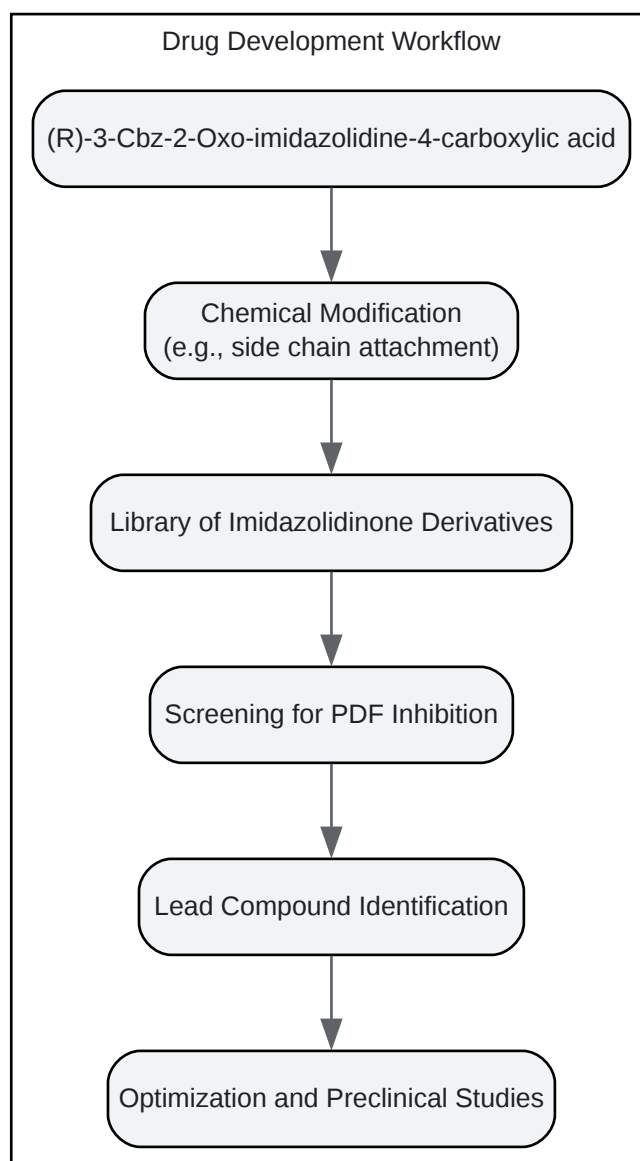 Drug Development Workflow
(R)-3-Cbz-2-Oxo-imidazolidine-4-carboxylic acid
Chemical Modification
(e.g., side chain attachment)
Library of Imidazolidinone Derivatives
Screening for PDF Inhibition
Lead Compound Identification
Optimization and Preclinical Studies